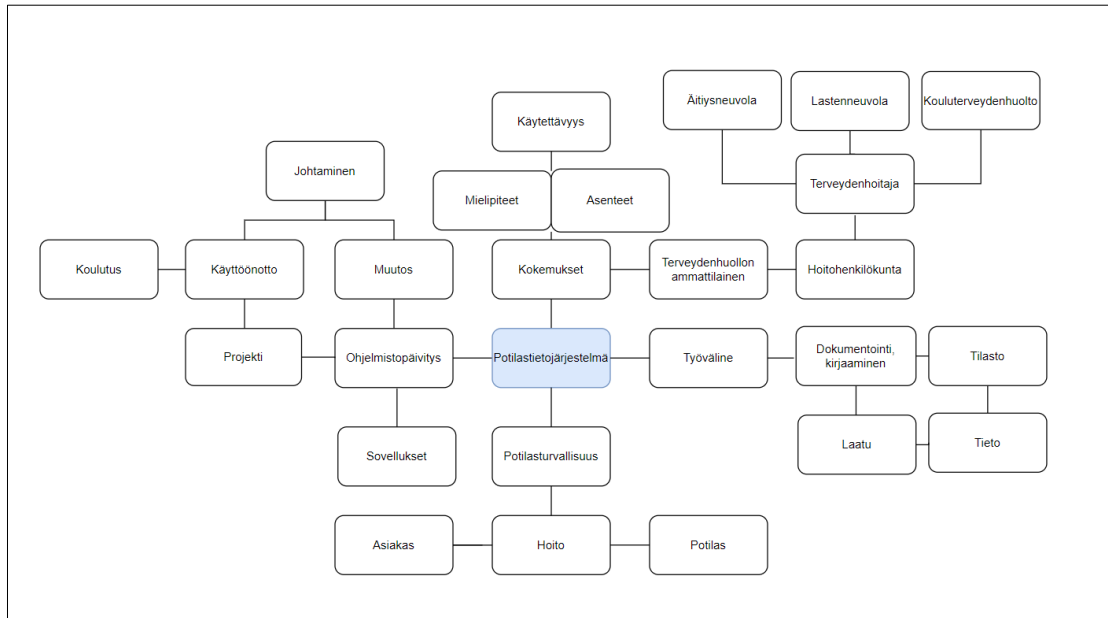 Äitiysneuvola
Lastenneuvola
Kouluterveydenhuolto
Käytettävyys
Johtaminen
Mielipiteet
Asenteet
Terveydenhoitaja
Koulutus
Käyttöönotto
Muutos
Kokemukset
Terveydenhuollon
ammattilainen
Hoitohenkilökunta
Projekti
Ohjelmistopäivitys
Potilastietojärjestelmä
Työväline
Dokumentointi,
kirjaaminen
Tilasto
Sovellukset
Potilasturvallisuus
Laatu
Tieto
Asiakas
Hoito
Potilas